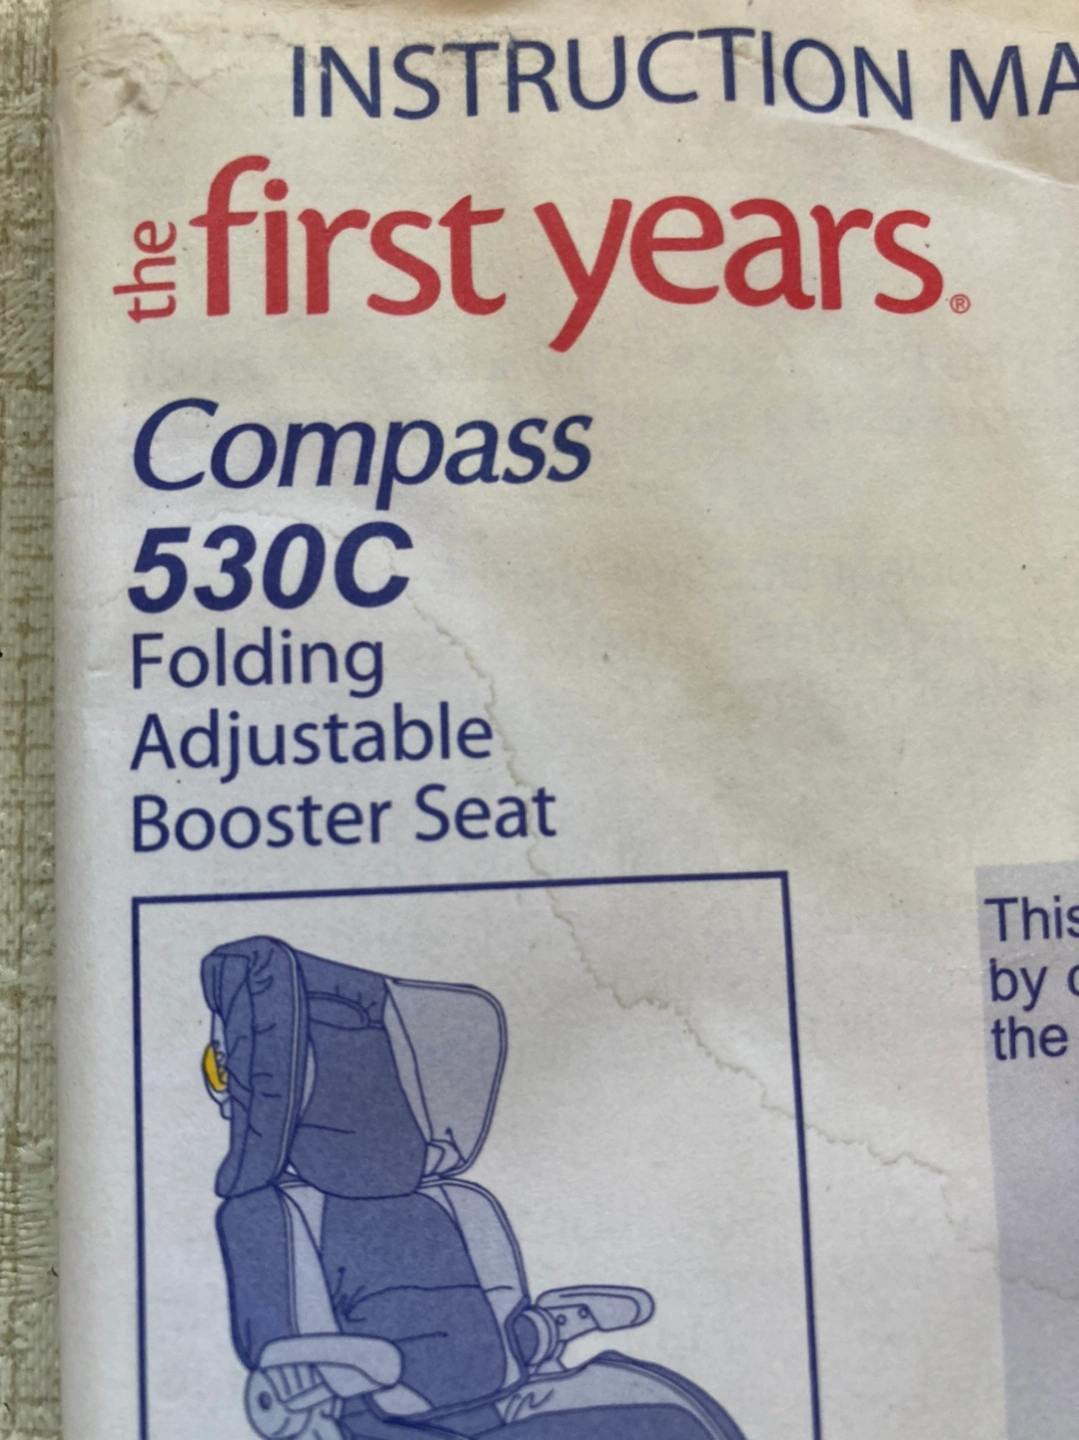 INSTRUCTION MA
the first years®
Compass
530C
Folding
Adjustable
Booster Seat
This
by
the